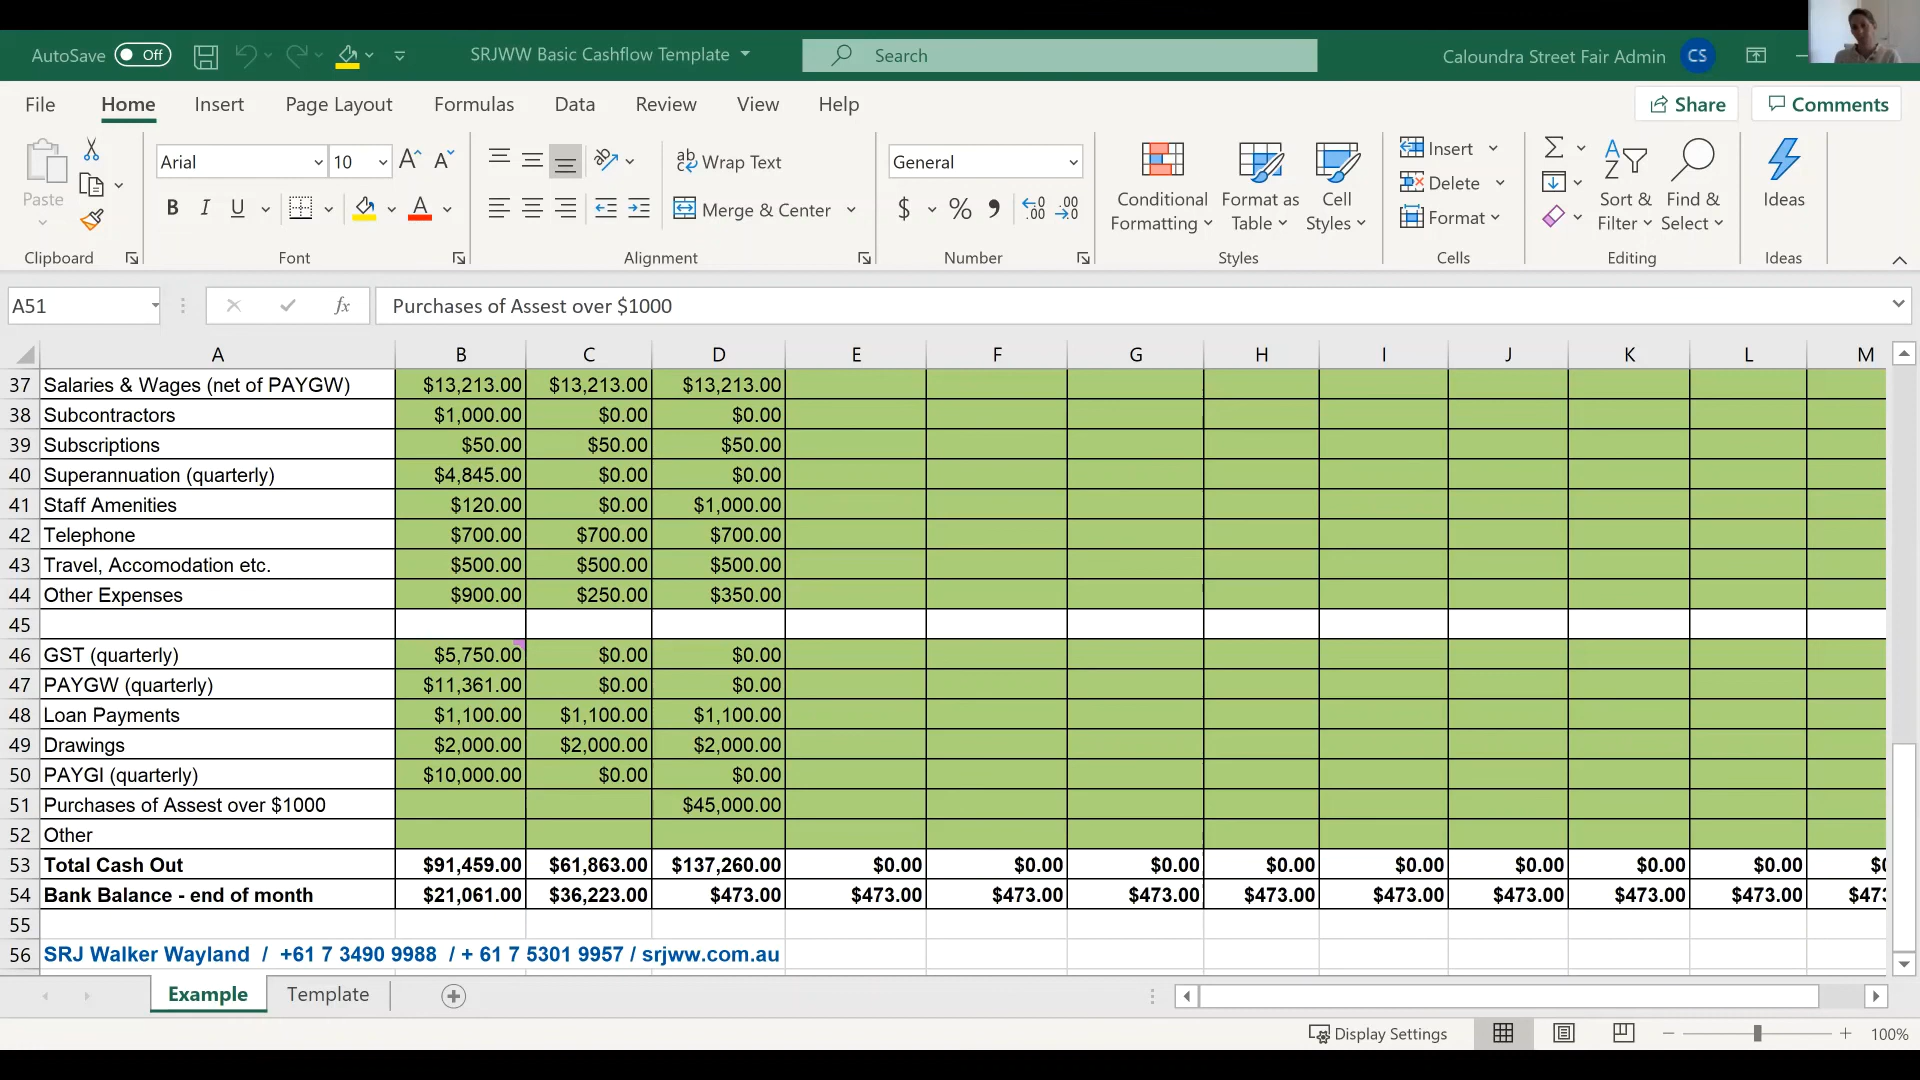 AutoSave Off SRJWW Basic Cashflow Template Search Caloundra Street Fair Admin CS
File Home Insert Page Layout Formulas Data Review View Help Share Comments
Paste Arial 10 A A ab Wrap Text General Conditional Formatting Format as Table Cell Styles Insert Sort & Filter Find & Select Ideas
B I U A Merge & Center $ % Delete Format
Clipboard Font Alignment Number Styles Cells Editing Ideas
A51 fx Purchases of Assest over $1000
A B C D E F G H I J K L M
37 Salaries & Wages (net of PAYGW) $13,213.00 $13,213.00 $13,213.00
38 Subcontractors $1,000.00 $0.00 $0.00
39 Subscriptions $50.00 $50.00 $50.00
40 Superannuation (quarterly) $4,845.00 $0.00 $0.00
41 Staff Amenities $120.00 $0.00 $1,000.00
42 Telephone $700.00 $700.00 $700.00
43 Travel, Accomodation etc. $500.00 $500.00 $500.00
44 Other Expenses $900.00 $250.00 $350.00
45
46 GST (quarterly) $5,750.00 $0.00 $0.00
47 PAYGW (quarterly) $11,361.00 $0.00 $0.00
48 Loan Payments $1,100.00 $1,100.00 $1,100.00
49 Drawings $2,000.00 $2,000.00 $2,000.00
50 PAYGI (quarterly) $10,000.00 $0.00 $0.00
51 Purchases of Assest over $1000 $45,000.00
52 Other
53 Total Cash Out $91,459.00 $61,863.00 $137,260.00 $0.00 $0.00 $0.00 $0.00 $0.00 $0.00 $0.00 $0.00
54 Bank Balance - end of month $21,061.00 $36,223.00 $473.00 $473.00 $473.00 $473.00 $473.00 $473.00 $473.00 $473.00 $473.00
55
56 SRJ Walker Wayland / +61 7 3490 9988 / + 61 7 5301 9957 / srjww.com.au
Example Template
Display Settings 100%